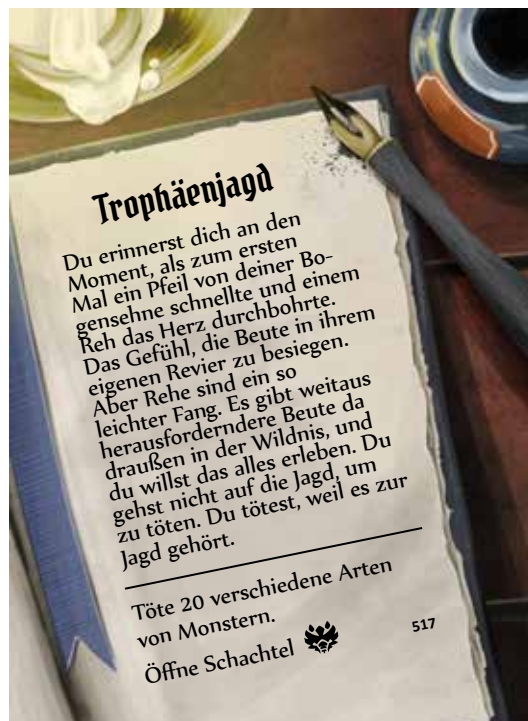 Trophäenjagd
Du erinnerst dich an den
Moment, als zum ersten
Mal ein Pfeil von deiner Bo-
gensehne schnellte und einem
Reh das Herz durchbohrte.
Das Gefühl, die Beute in ihrem
eigenen Revier zu besiegen.
Aber Rehe sind ein so
leichter Fang. Es gibt weitaus
herausforderndere Beute da
draußen in der Wildnis, und
du willst das alles erleben. Du
gehst nicht auf die Jagd, um
zu töten. Du tötest, weil es zur
Jagd gehört.
Töte 20 verschiedene Arten
von Monstern.
Öffne Schachtel
517